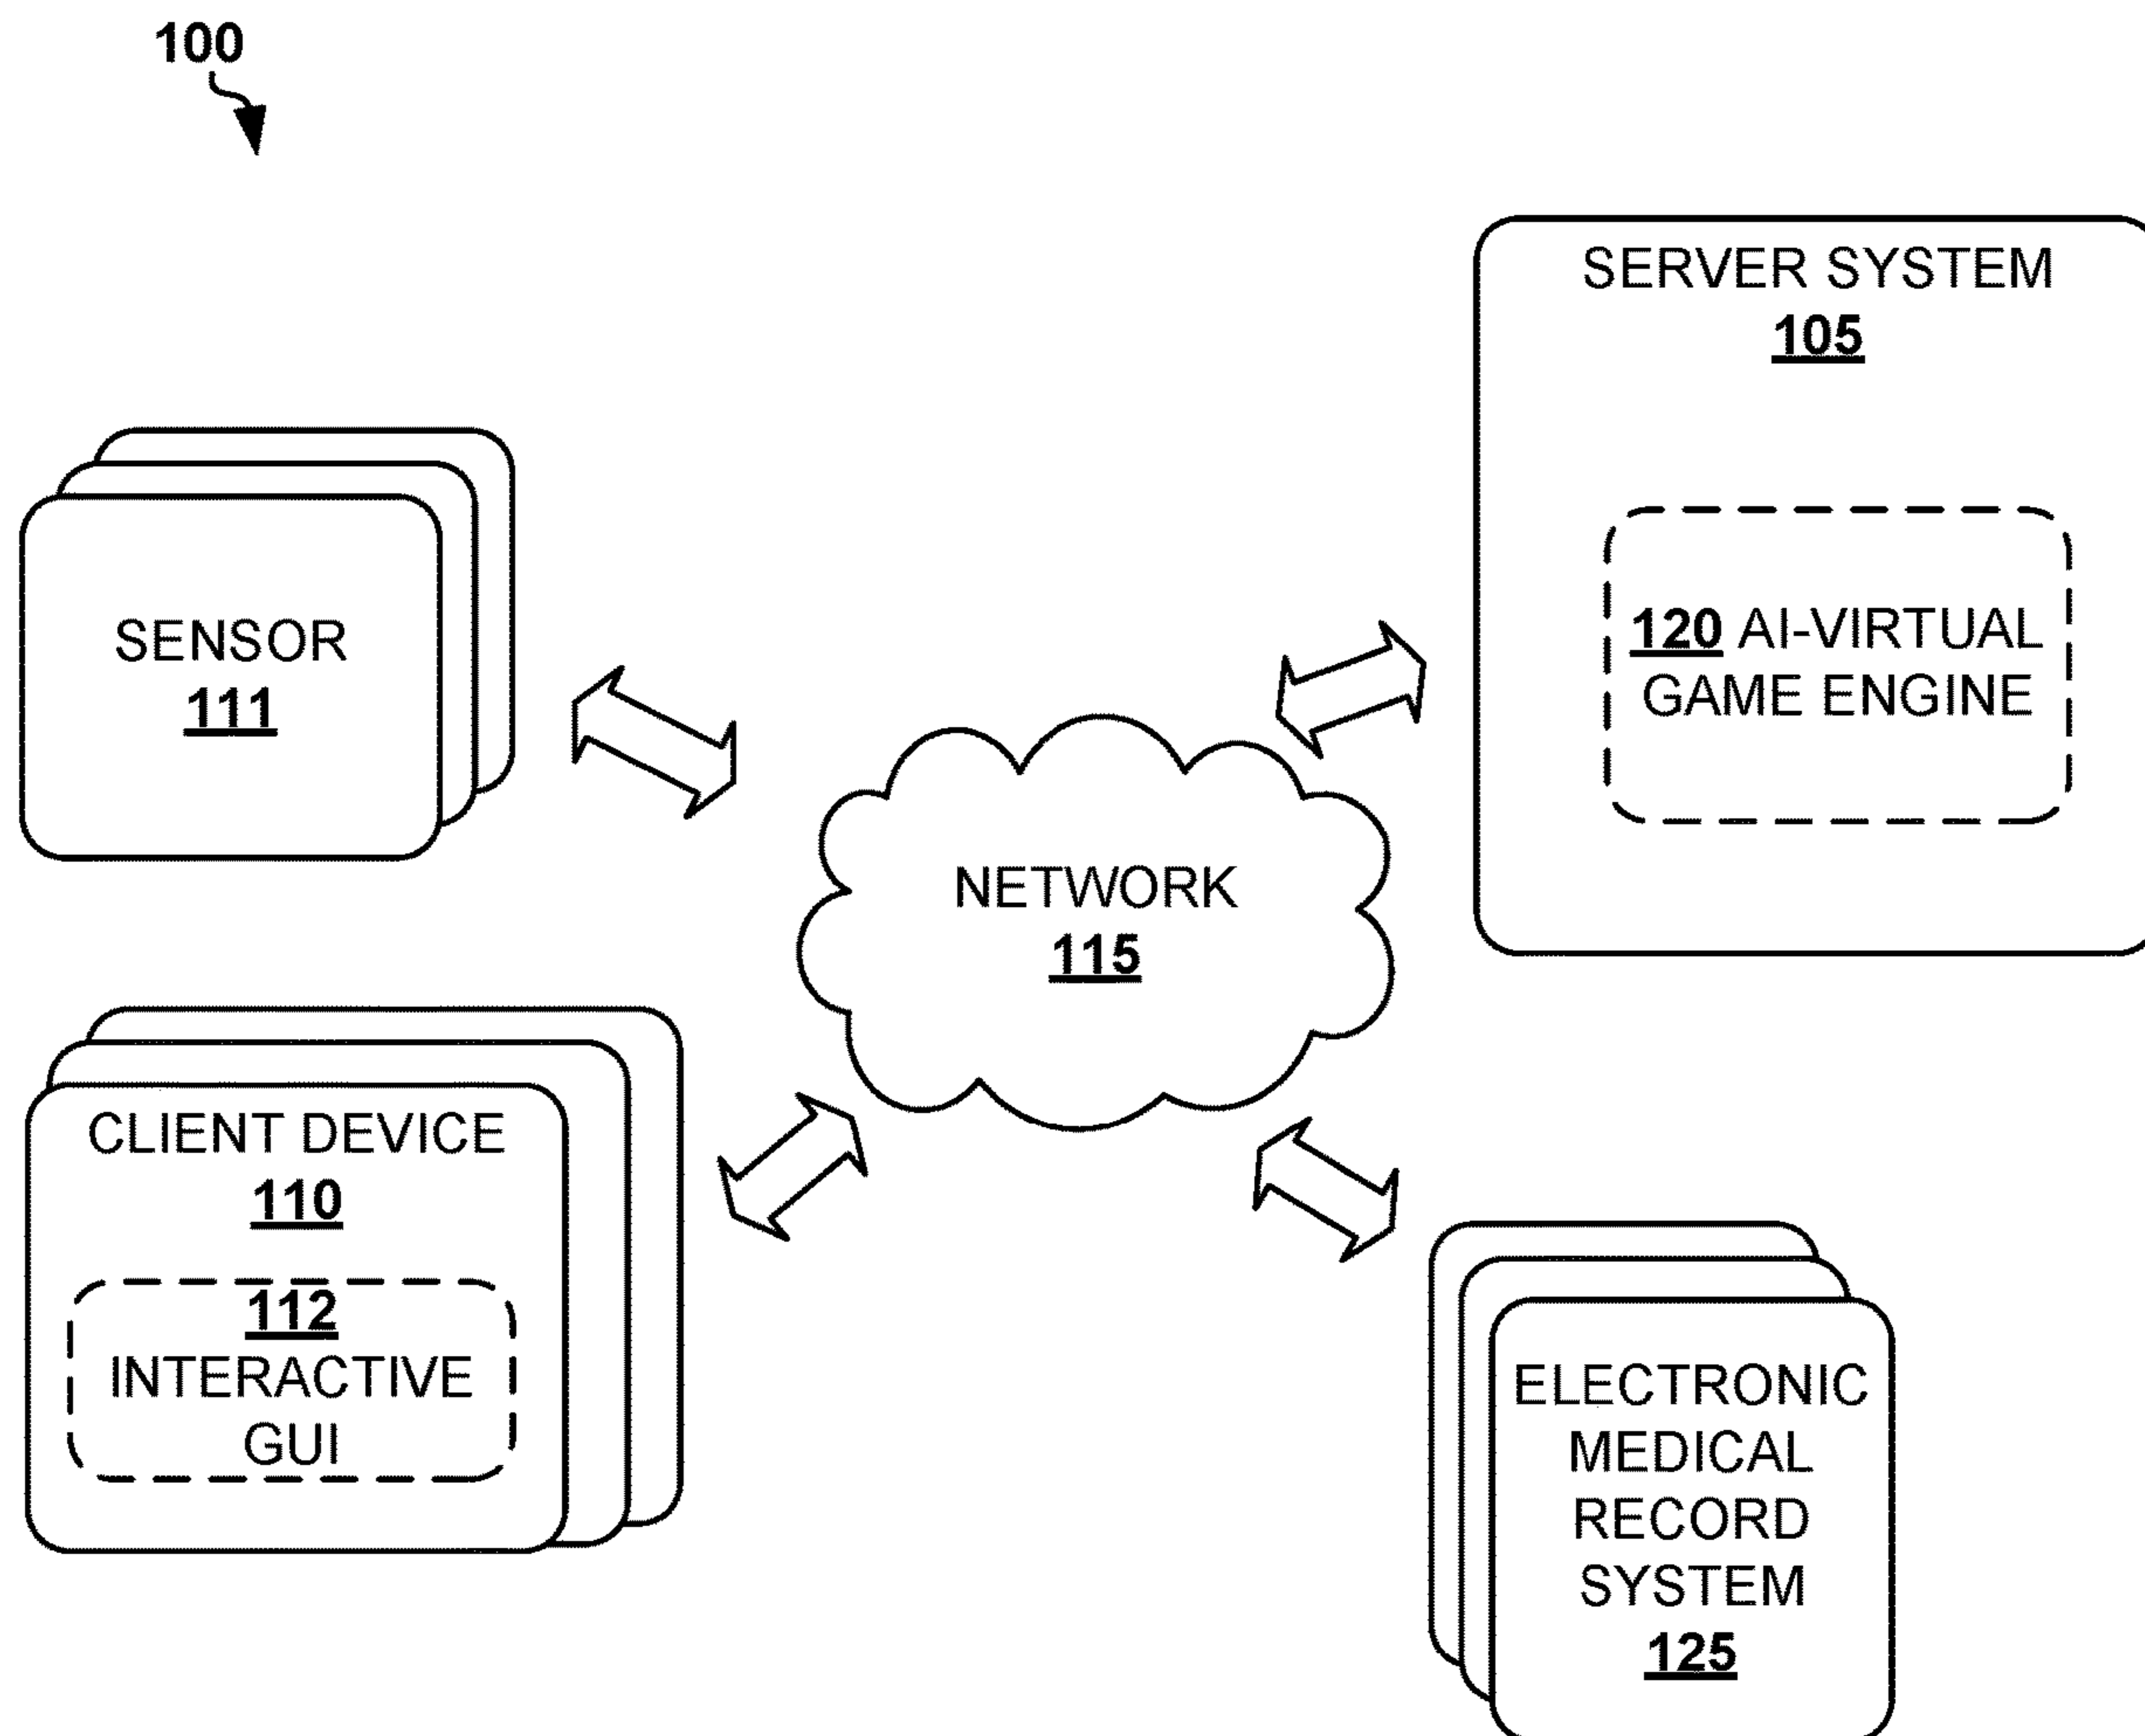 100
SERVER SYSTEM
105
120 AI-VIRTUAL
GAME ENGINE
SENSOR
111
NETWORK
115
CLIENT DEVICE
110
112
INTERACTIVE
GUI
ELECTRONIC
MEDICAL
RECORD
SYSTEM
125